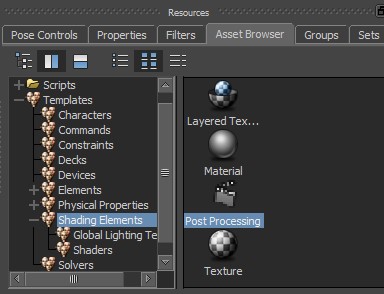 Resources
Pose Controls Properties Filters Asset Browser Groups Sets
Scripts
Templates
Characters
Commands
Constraints
Decks
Devices
Elements
Physical Properties
Shading Elements
Global Lighting Te
Shaders
Solvers
Layered Tex...
Material
Post Processing
Texture